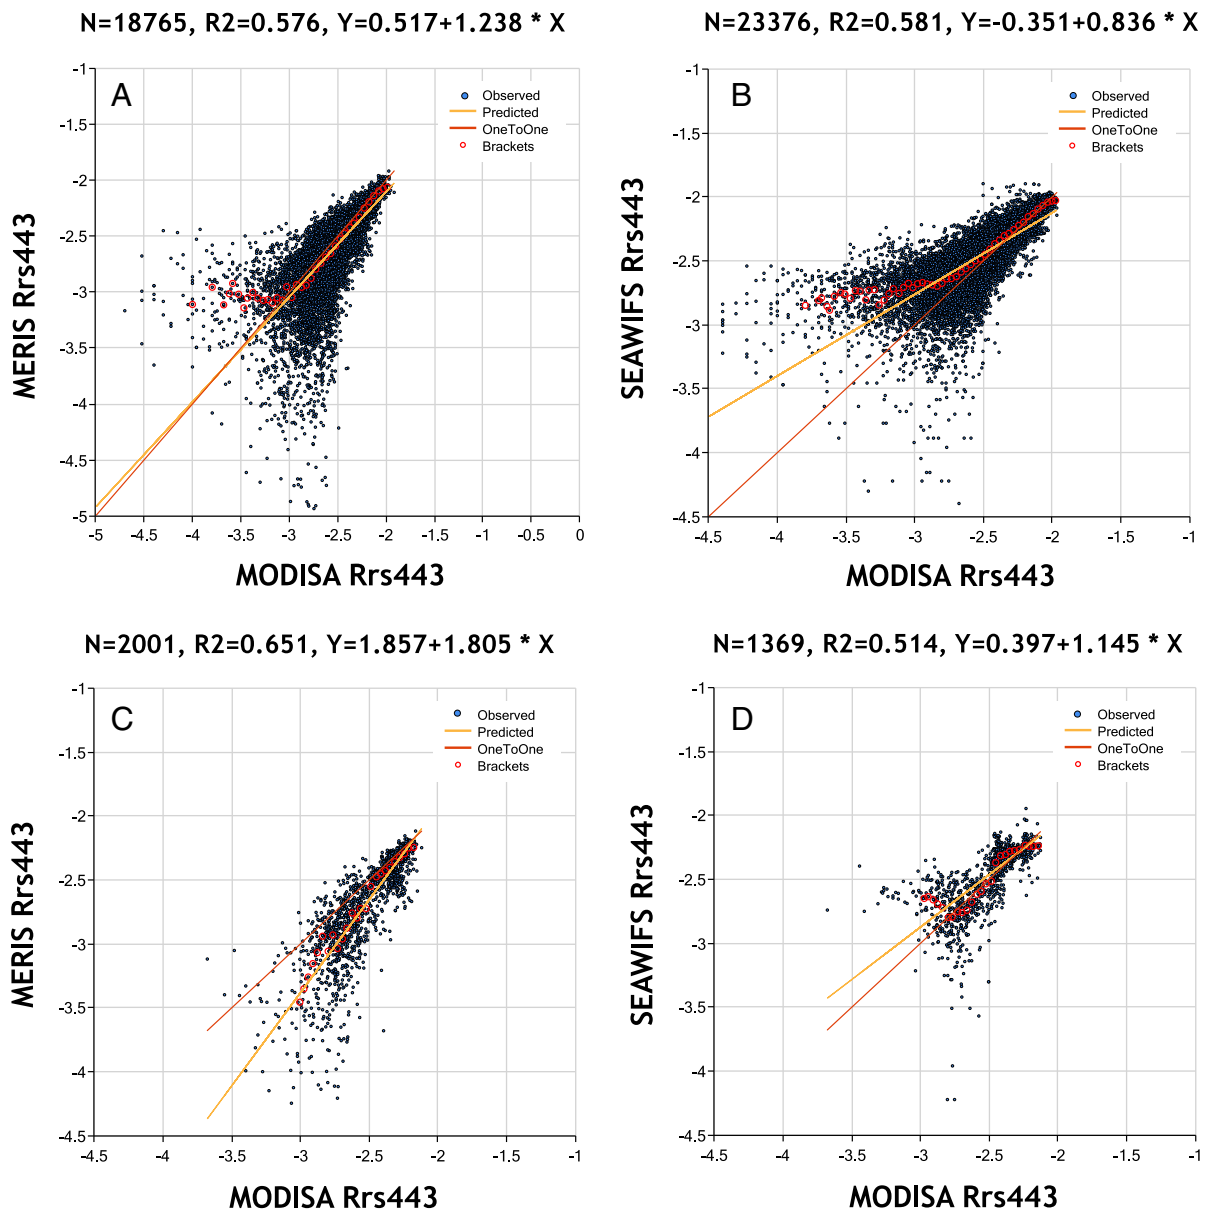 N=18765, R2=0.576, Y=0.517+1.238 * X
A
Observed
Predicted
OneToOne
Brackets
-1
-1.5
-2
-2.5
-3
-3.5
-4
-4.5
-5
-5 -4.5 -4 -3.5 -3 -2.5 -2 -1.5 -1 -0.5 0
MERIS Rrs443
MODISA Rrs443
N=23376, R2=0.581, Y=-0.351+0.836 * X
B
Observed
Predicted
OneToOne
Brackets
-1
-1.5
-2
-2.5
-3
-3.5
-4
-4.5
-4.5 -4 -3.5 -3 -2.5 -2 -1.5 -1
SEAWIFS Rrs443
MODISA Rrs443
N=2001, R2=0.651, Y=1.857+1.805 * X
C
Observed
Predicted
OneToOne
Brackets
-1
-1.5
-2
-2.5
-3
-3.5
-4
-4.5
-4.5 -4 -3.5 -3 -2.5 -2 -1.5 -1
MERIS Rrs443
MODISA Rrs443
N=1369, R2=0.514, Y=0.397+1.145 * X
D
Observed
Predicted
OneToOne
Brackets
-1
-1.5
-2
-2.5
-3
-3.5
-4
-4.5
-4.5 -4 -3.5 -3 -2.5 -2 -1.5 -1
SEAWIFS Rrs443
MODISA Rrs443